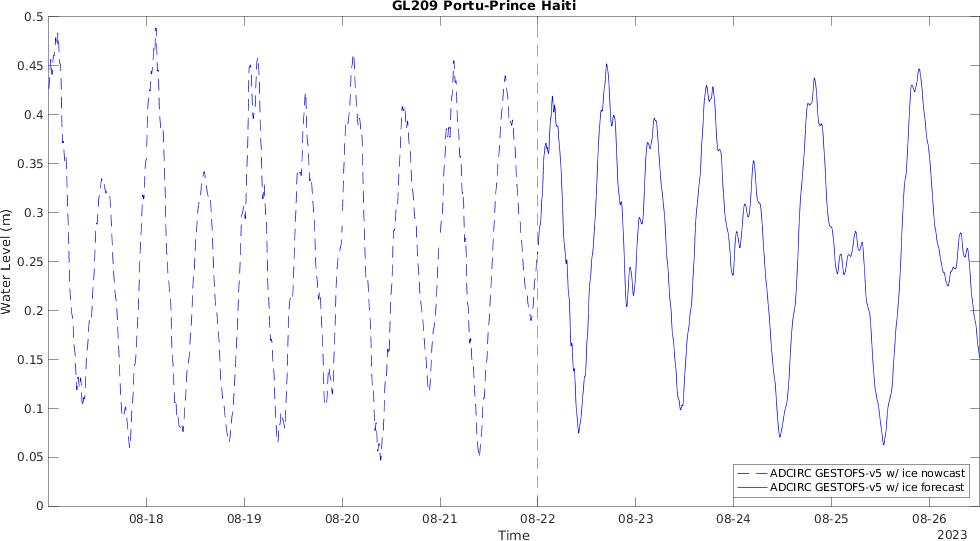 GL209 Portu-Prince Haiti
Water Level (m)
0.5
0.45
0.4
0.35
0.3
0.25
0.2
0.15
0.1
0.05
0
08-18 08-19 08-20 08-21 08-22 08-23 08-24 08-25 08-26
Time
2023
ADCIRC GESTOFS-v5 w/ ice nowcast
ADCIRC GESTOFS-v5 w/ ice forecast